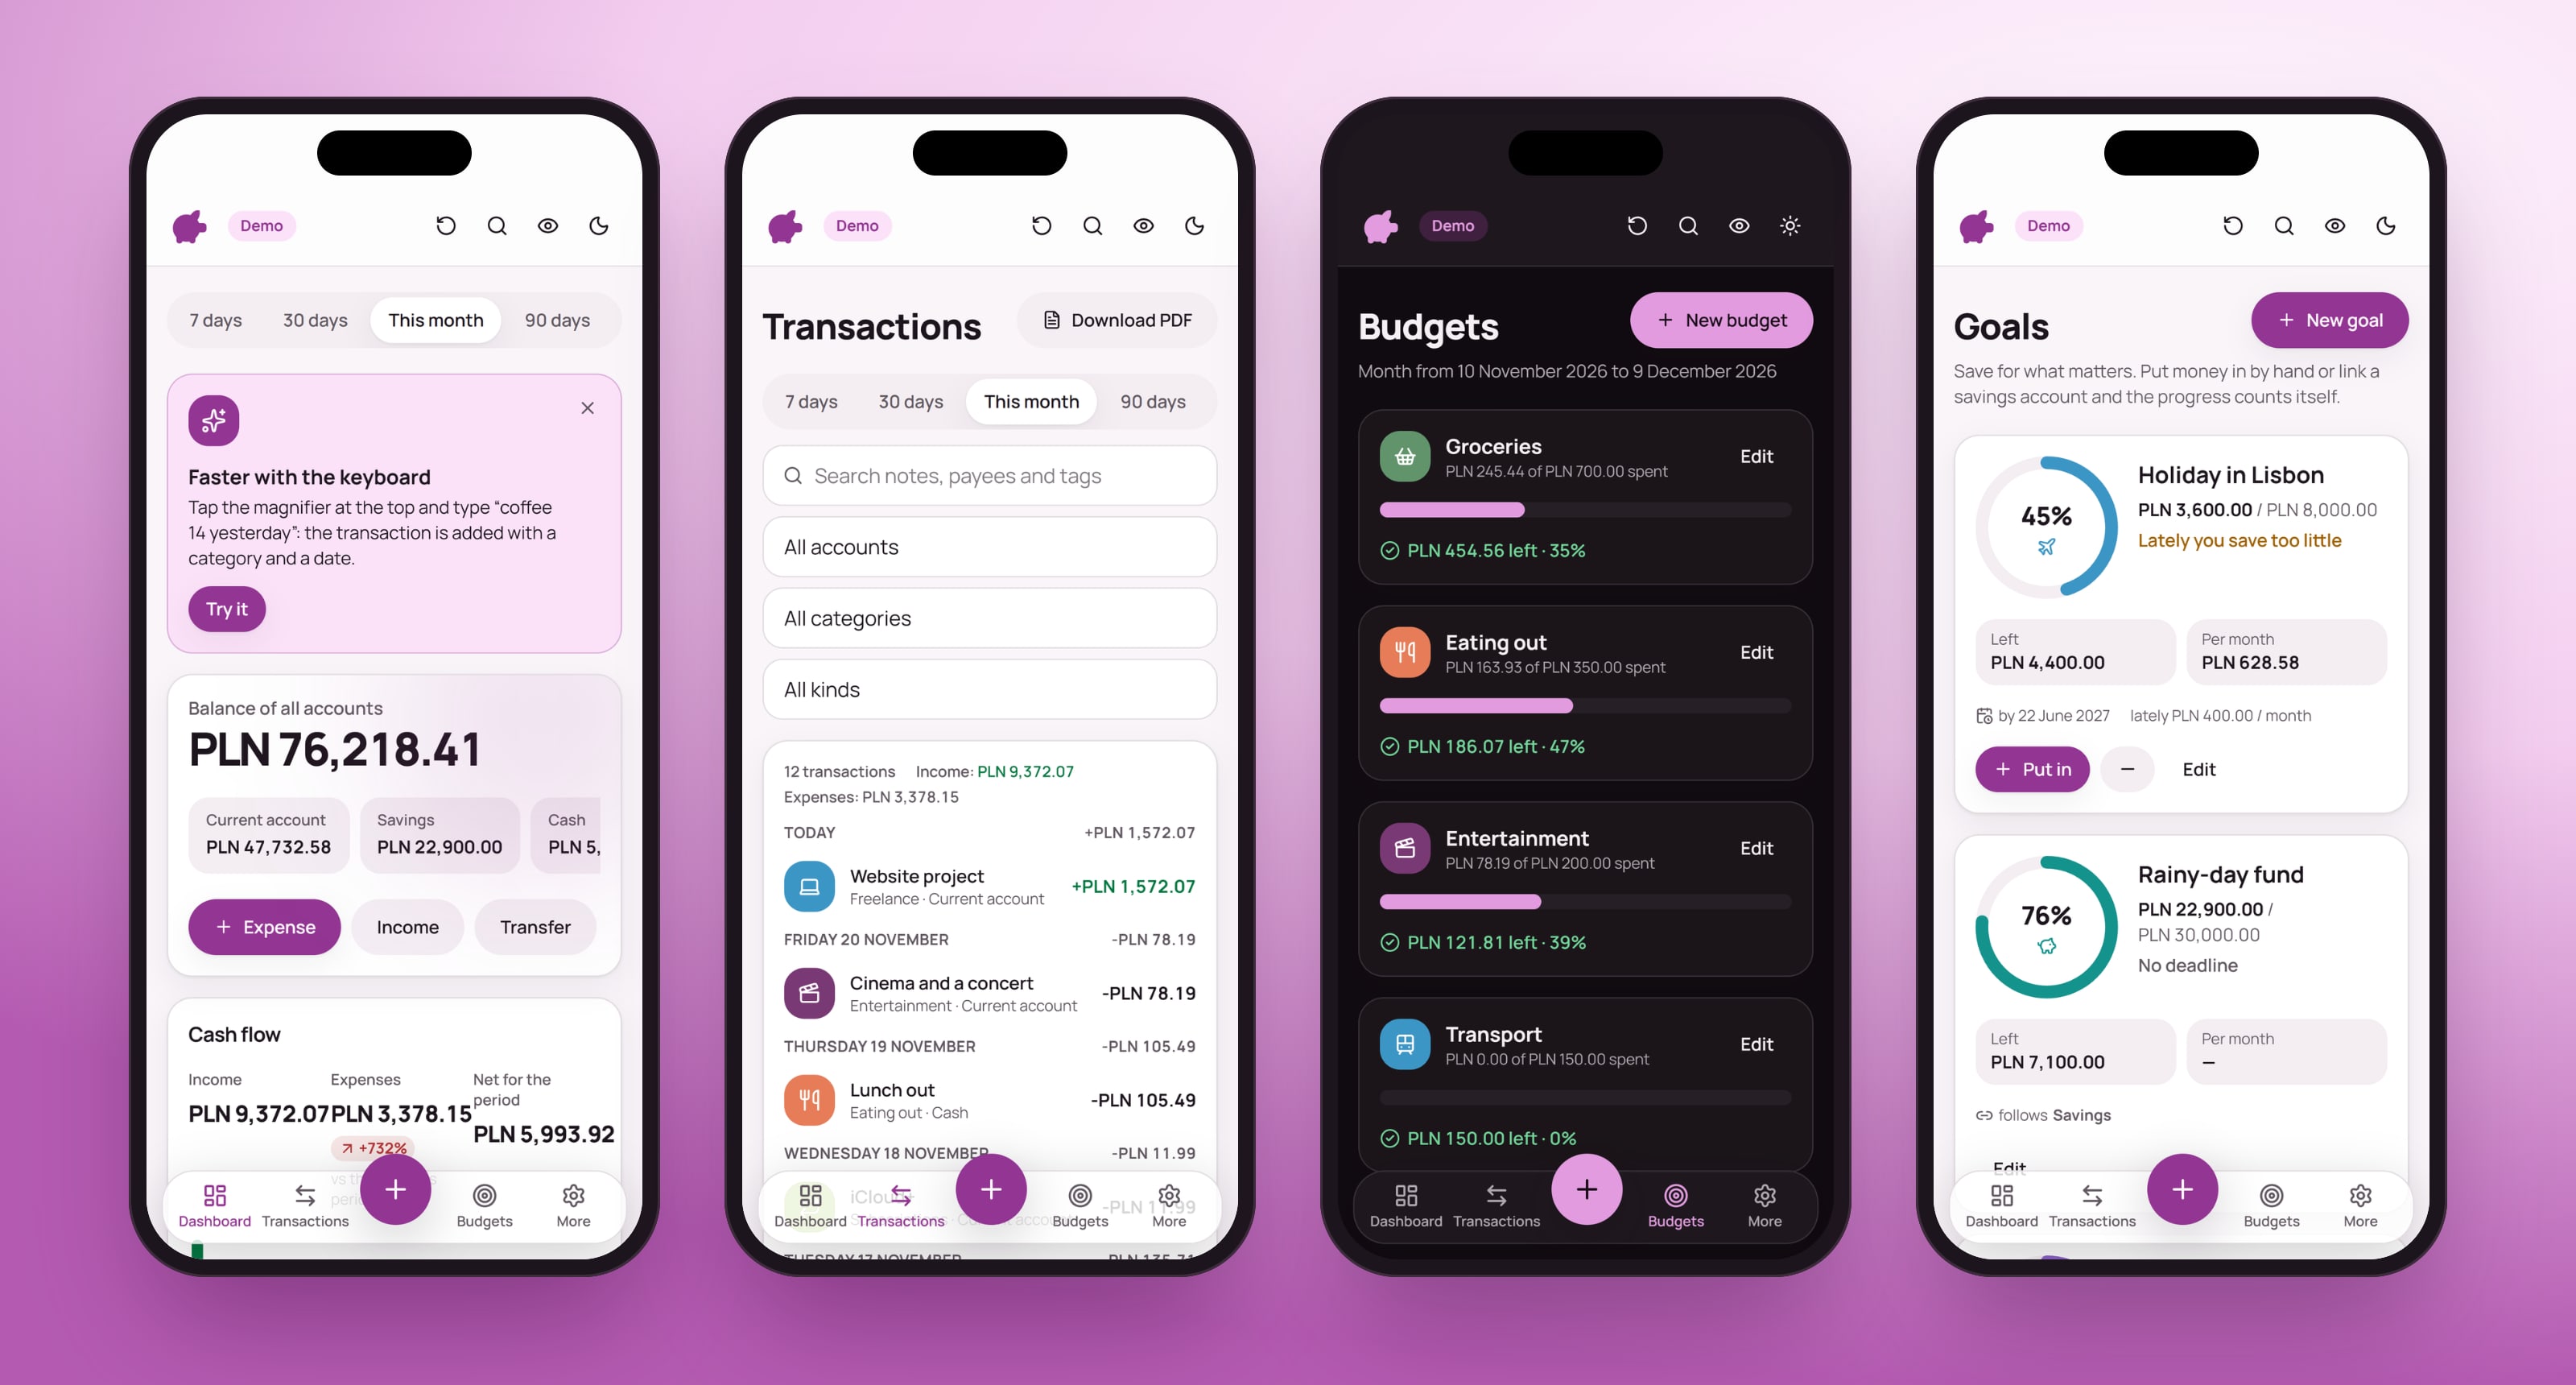 Demo
7 days 30 days This month 90 days
Faster with the keyboard
Tap the magnifier at the top and type “coffee
14 yesterday”: the transaction is added with a
category and a date.
Try it
Balance of all accounts
PLN 76,218.41
Current account Savings Cash
PLN 47,732.58 PLN 22,900.00 PLN 5,
+ Expense Income Transfer
Cash flow
Income Expenses Net for the
period
PLN 9,372.07 PLN 3,378.15
PLN 5,993.92
+732%
Dashboard Transactions + Budgets More
Demo
Transactions Download PDF
7 days 30 days This month 90 days
Search notes, payees and tags
All accounts
All categories
All kinds
12 transactions Income: PLN 9,372.07
Expenses: PLN 3,378.15
TODAY +PLN 1,572.07
Website project +PLN 1,572.07
Freelance · Current account
FRIDAY 20 NOVEMBER -PLN 78.19
Cinema and a concert -PLN 78.19
Entertainment · Current account
THURSDAY 19 NOVEMBER -PLN 105.49
Lunch out -PLN 105.49
Eating out · Cash
WEDNESDAY 18 NOVEMBER -PLN 11.99
-PLN 11.99
Dashboard Transactions + Budgets More
TUESDAY 17 NOVEMBER
Demo
Budgets + New budget
Month from 10 November 2026 to 9 December 2026
Groceries Edit
PLN 245.44 of PLN 700.00 spent
PLN 454.56 left · 35%
Eating out Edit
PLN 163.93 of PLN 350.00 spent
PLN 186.07 left · 47%
Entertainment Edit
PLN 78.19 of PLN 200.00 spent
PLN 121.81 left · 39%
Transport Edit
PLN 0.00 of PLN 150.00 spent
PLN 150.00 left · 0%
Dashboard Transactions + Budgets More
Demo
Goals + New goal
Save for what matters. Put money in by hand or link a
savings account and the progress counts itself.
45%
Holiday in Lisbon
PLN 3,600.00 / PLN 8,000.00
Lately you save too little
Left Per month
PLN 4,400.00 PLN 628.58
by 22 June 2027 lately PLN 400.00 / month
+ Put in − Edit
76%
Rainy-day fund
PLN 22,900.00 /
PLN 30,000.00
No deadline
Left Per month
PLN 7,100.00 –
follows Savings
Edit
Dashboard Transactions + Budgets More